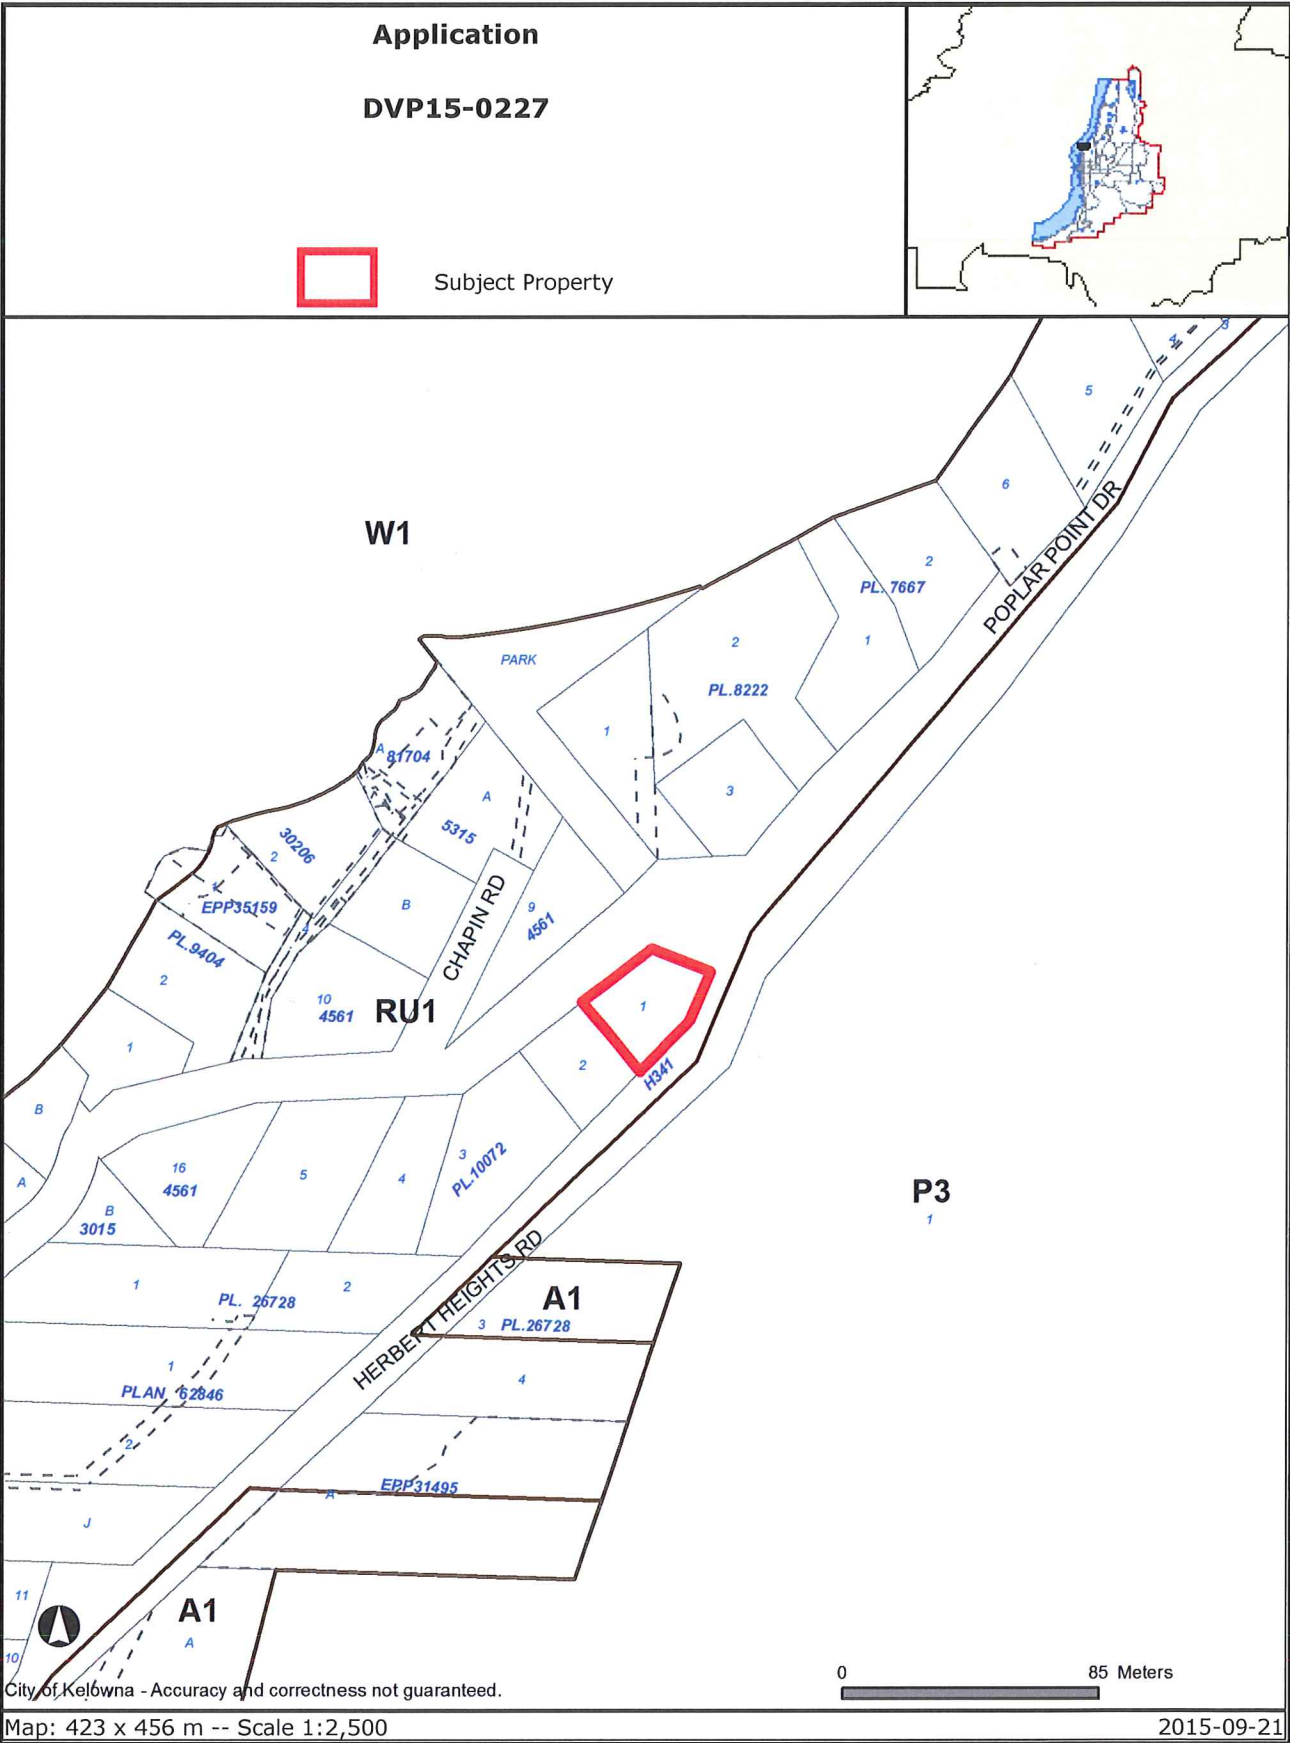 Application
DVP15-0227
Subject Property
4
3
5
6
POPLAR POINT DR
W1
2
PL. 7667
1
PARK
2
PL.8222
1
3
A
81704
A
5315
30206
2
1
EPP35159
4
B
CHAPIN RD
9
4561
PL.9404
2
10
4561
RU1
1
1
2
H341
B
A
16
4561
5
4
3
PL.10072
B
3015
P3
1
1
PL. 26728
2
HERBERT HEIGHTS RD
A1
3 PL.26728
1
PLAN 62846
4
2
EPP31495
A
J
11
10
A1
A
0 85 Meters
City of Kelowna - Accuracy and correctness not guaranteed.
Map: 423 x 456 m -- Scale 1:2,500
2015-09-21